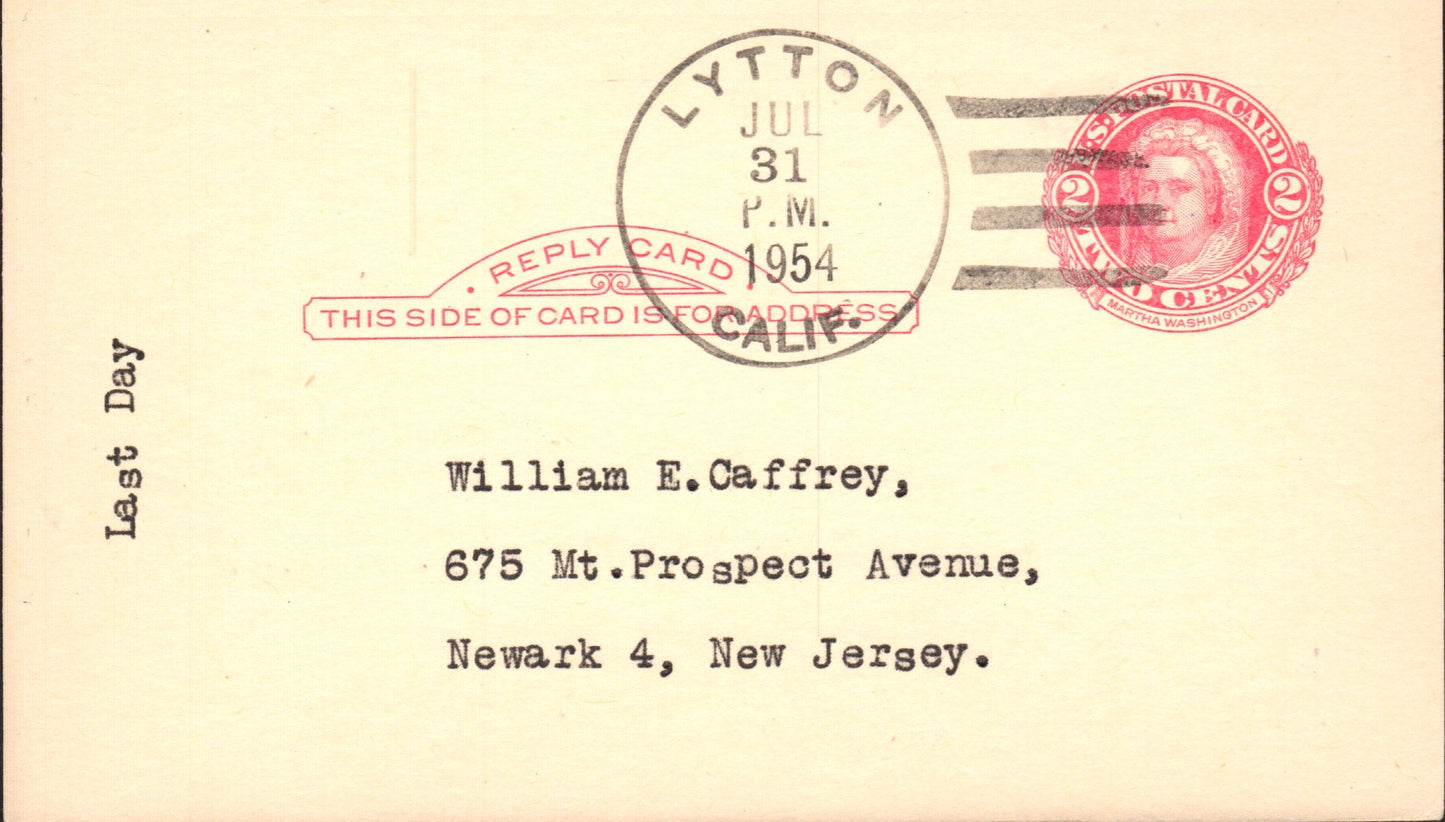 LYTTON
JUL
31
P.M.
1954
CALIF.
U.S. POSTAL CARD
2 2
TWO CENTS
MARTHA WASHINGTON
REPLY CARD
THIS SIDE OF CARD IS FOR ADDRESS
Last Day
William E.Caffrey,
675 Mt.Prospect Avenue,
Newark 4, New Jersey.